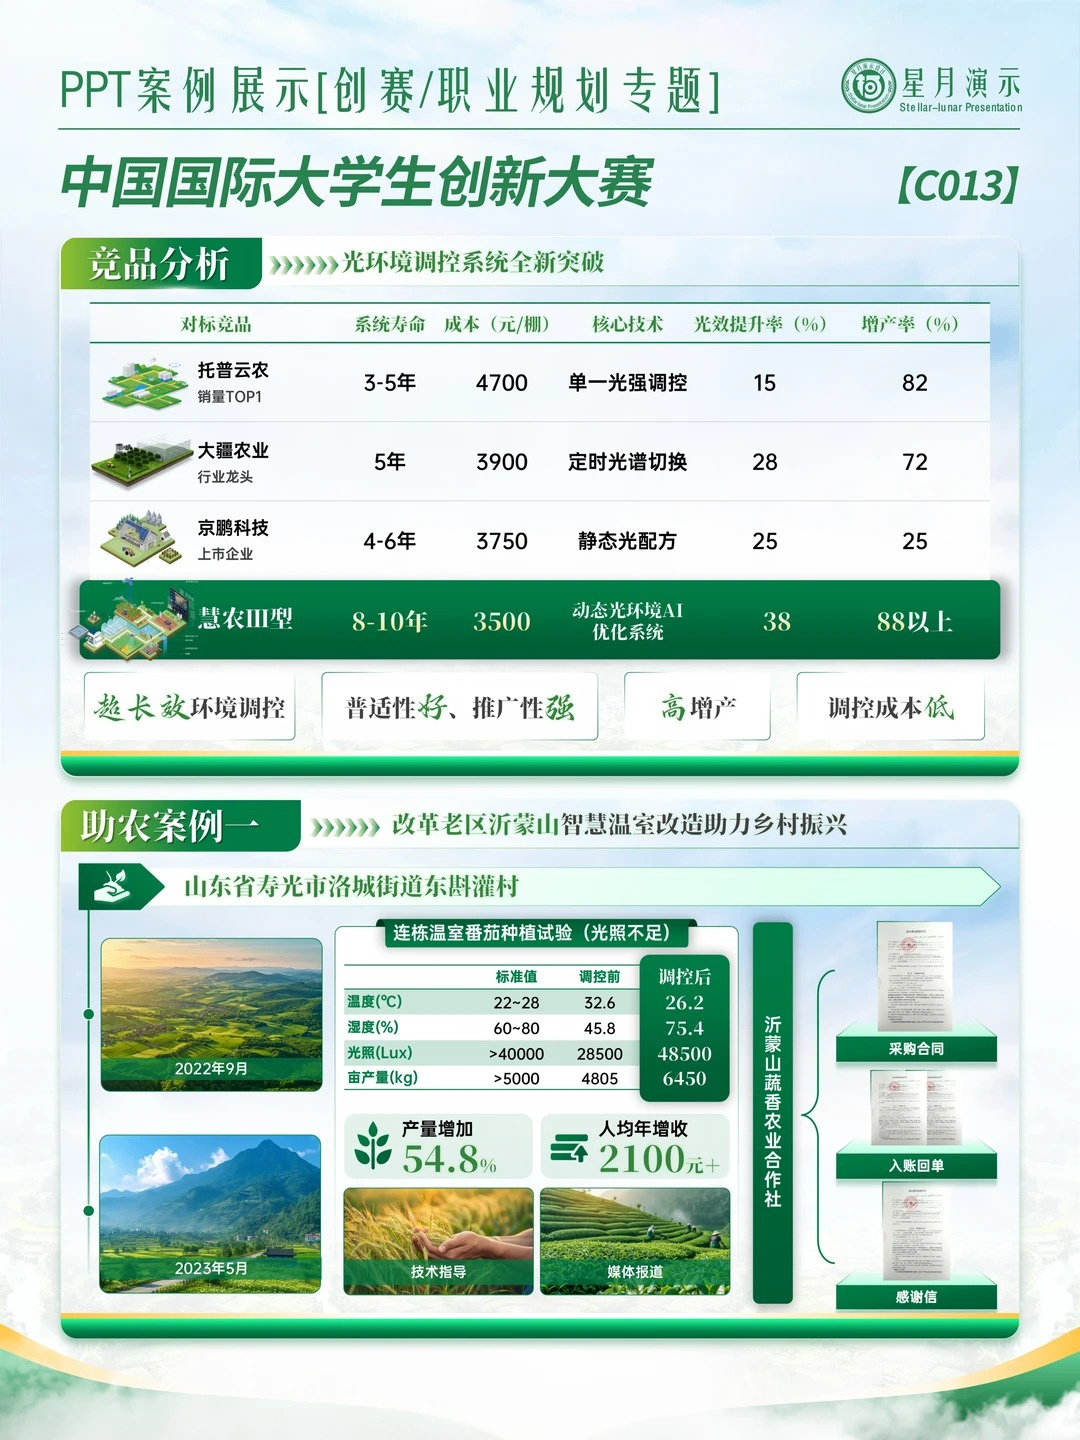 PPT案例展示[创赛/职业规划专题]
星月演示
Stellar-lunar Presentation
中国国际大学生创新大赛
【C013】
竞品分析
光环境调控系统全新突破
对标竞品 系统寿命 成本（元/棚） 核心技术 光效提升率（%） 增产率（%）
托普云农
销量TOP1
3-5年 4700 单一光强调控 15 82
大疆农业
行业龙头
5年 3900 定时光谱切换 28 72
京鹏科技
上市企业
4-6年 3750 静态光配方 25 25
慧农III型 8-10年 3500 动态光环境AI
优化系统
38 88以上
超长效环境调控
普适性好、推广性强
高增产
调控成本低
助农案例一
改革老区沂蒙山智慧温室改造助力乡村振兴
山东省寿光市洛城街道东斟灌村
2022年9月
2023年5月
连栋温室番茄种植试验（光照不足）
标准值 调控前 调控后
温度(℃) 22~28 32.6 26.2
湿度(%) 60~80 45.8 75.4
光照(Lux) >40000 28500 48500
亩产量(kg) >5000 4805 6450
产量增加
54.8%
人均年增收
2100元+
技术指导
媒体报道
沂蒙山蔬香农业合作社
采购合同
入账回单
感谢信